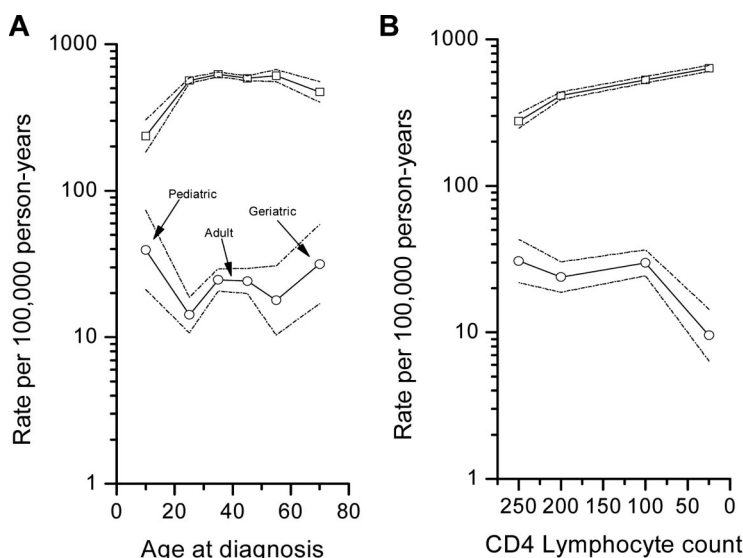 A
Rate per 100,000 person-years
1000
100
10
1
Pediatric
Adult
Geriatric
0 20 40 60 80
Age at diagnosis
B
Rate per 100,000 person-years
1000
100
10
1
250 200 150 100 50 0
CD4 Lymphocyte count